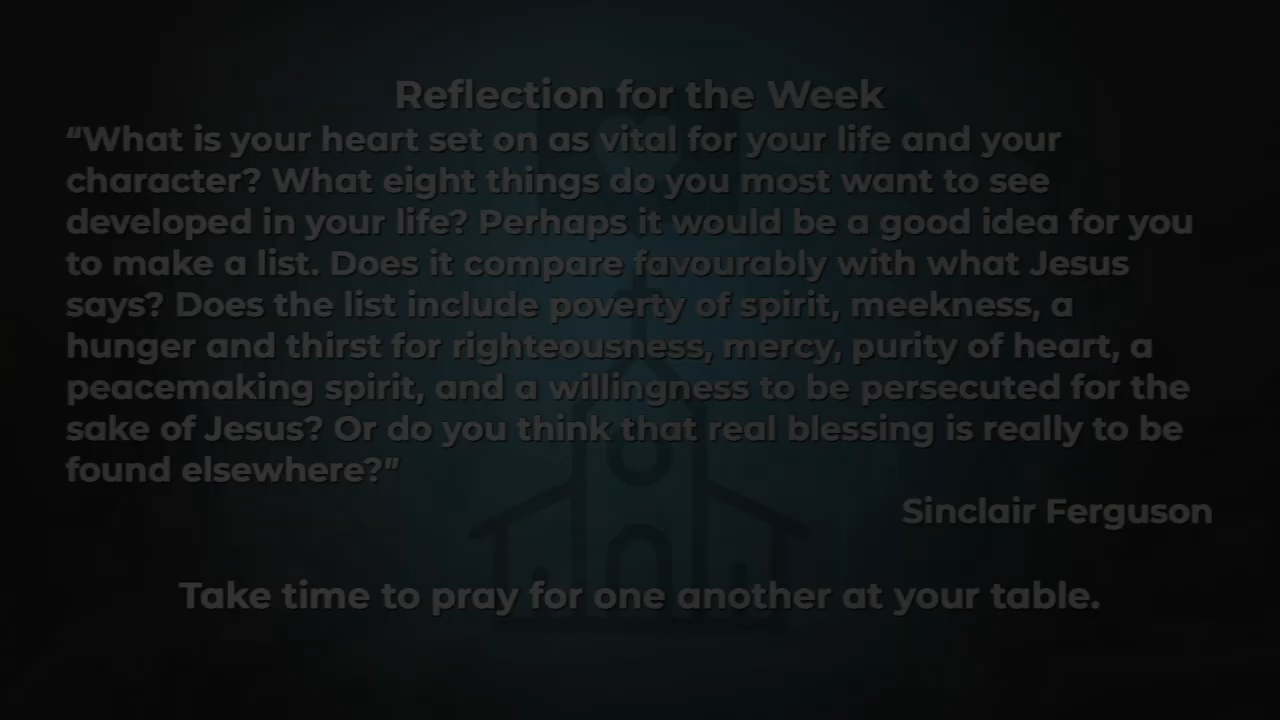 Reflection for the Week
“What is your heart set on as vital for your life and your
character? What eight things do you most want to see
developed in your life? Perhaps it would be a good idea for you
to make a list. Does it compare favourably with what Jesus
says? Does the list include poverty of spirit, meekness, a
hunger and thirst for righteousness, mercy, purity of heart, a
peacemaking spirit, and a willingness to be persecuted for the
sake of Jesus? Or do you think that real blessing is really to be
found elsewhere?”
Sinclair Ferguson
Take time to pray for one another at your table.